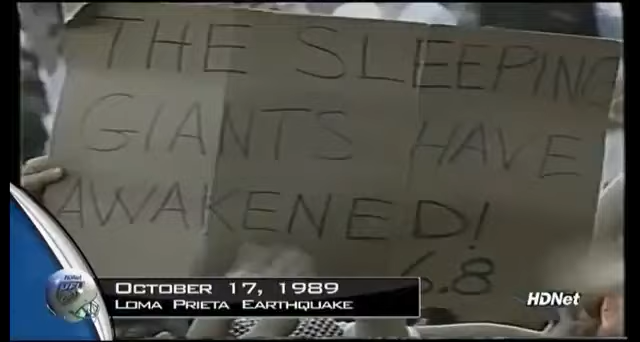 THE SLEEPING
GIANTS HAVE
AWAKENED!
6.8
OCTOBER 17, 1989
LOMA PRIETA EARTHQUAKE
HDNet